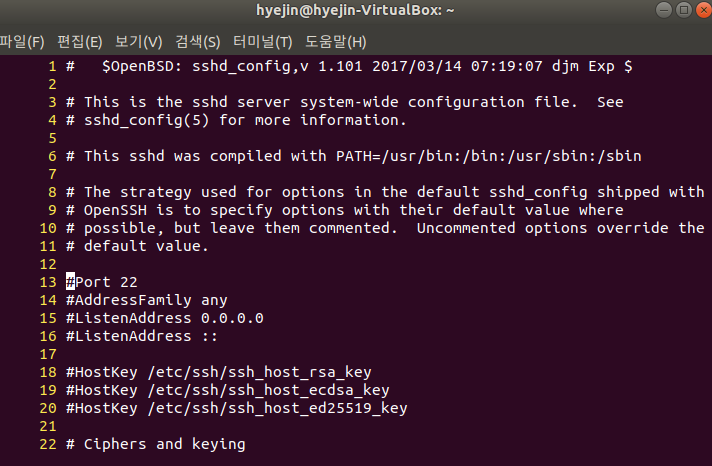 hyejin@hyejin-VirtualBox: ~
파일(F) 편집(E) 보기(V) 검색(S) 터미널(T) 도움말(H)
1 #   $OpenBSD: sshd_config,v 1.101 2017/03/14 07:19:07 djm Exp $
2
3 # This is the sshd server system-wide configuration file.  See
4 # sshd_config(5) for more information.
5
6 # This sshd was compiled with PATH=/usr/bin:/bin:/usr/sbin:/sbin
7
8 # The strategy used for options in the default sshd_config shipped with
9 # OpenSSH is to specify options with their default value where
10 # possible, but leave them commented.  Uncommented options override the
11 # default value.
12
13 #Port 22
14 #AddressFamily any
15 #ListenAddress 0.0.0.0
16 #ListenAddress ::
17
18 #HostKey /etc/ssh/ssh_host_rsa_key
19 #HostKey /etc/ssh/ssh_host_ecdsa_key
20 #HostKey /etc/ssh/ssh_host_ed25519_key
21
22 # Ciphers and keying